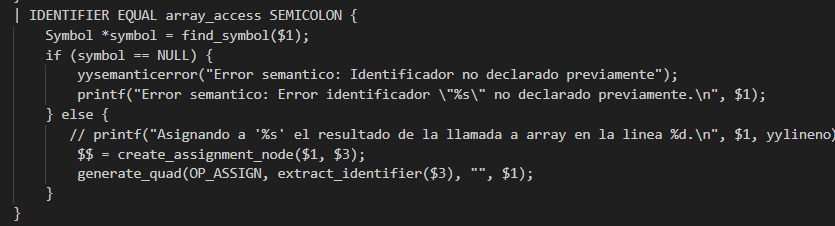 | IDENTIFIER EQUAL array_access SEMICOLON {
Symbol *symbol = find_symbol($1);
if (symbol == NULL) {
yysemanticerror("Error semantico: Identificador no declarado previamente");
printf("Error semantico: Error identificador \"%s\" no declarado previamente.\n", $1);
} else {
// printf("Asignando a '%s' el resultado de la llamada a array en la linea %d.\n", $1, yylineno)
$$ = create_assignment_node($1, $3);
generate_quad(OP_ASSIGN, extract_identifier($3), "", $1);
}
}